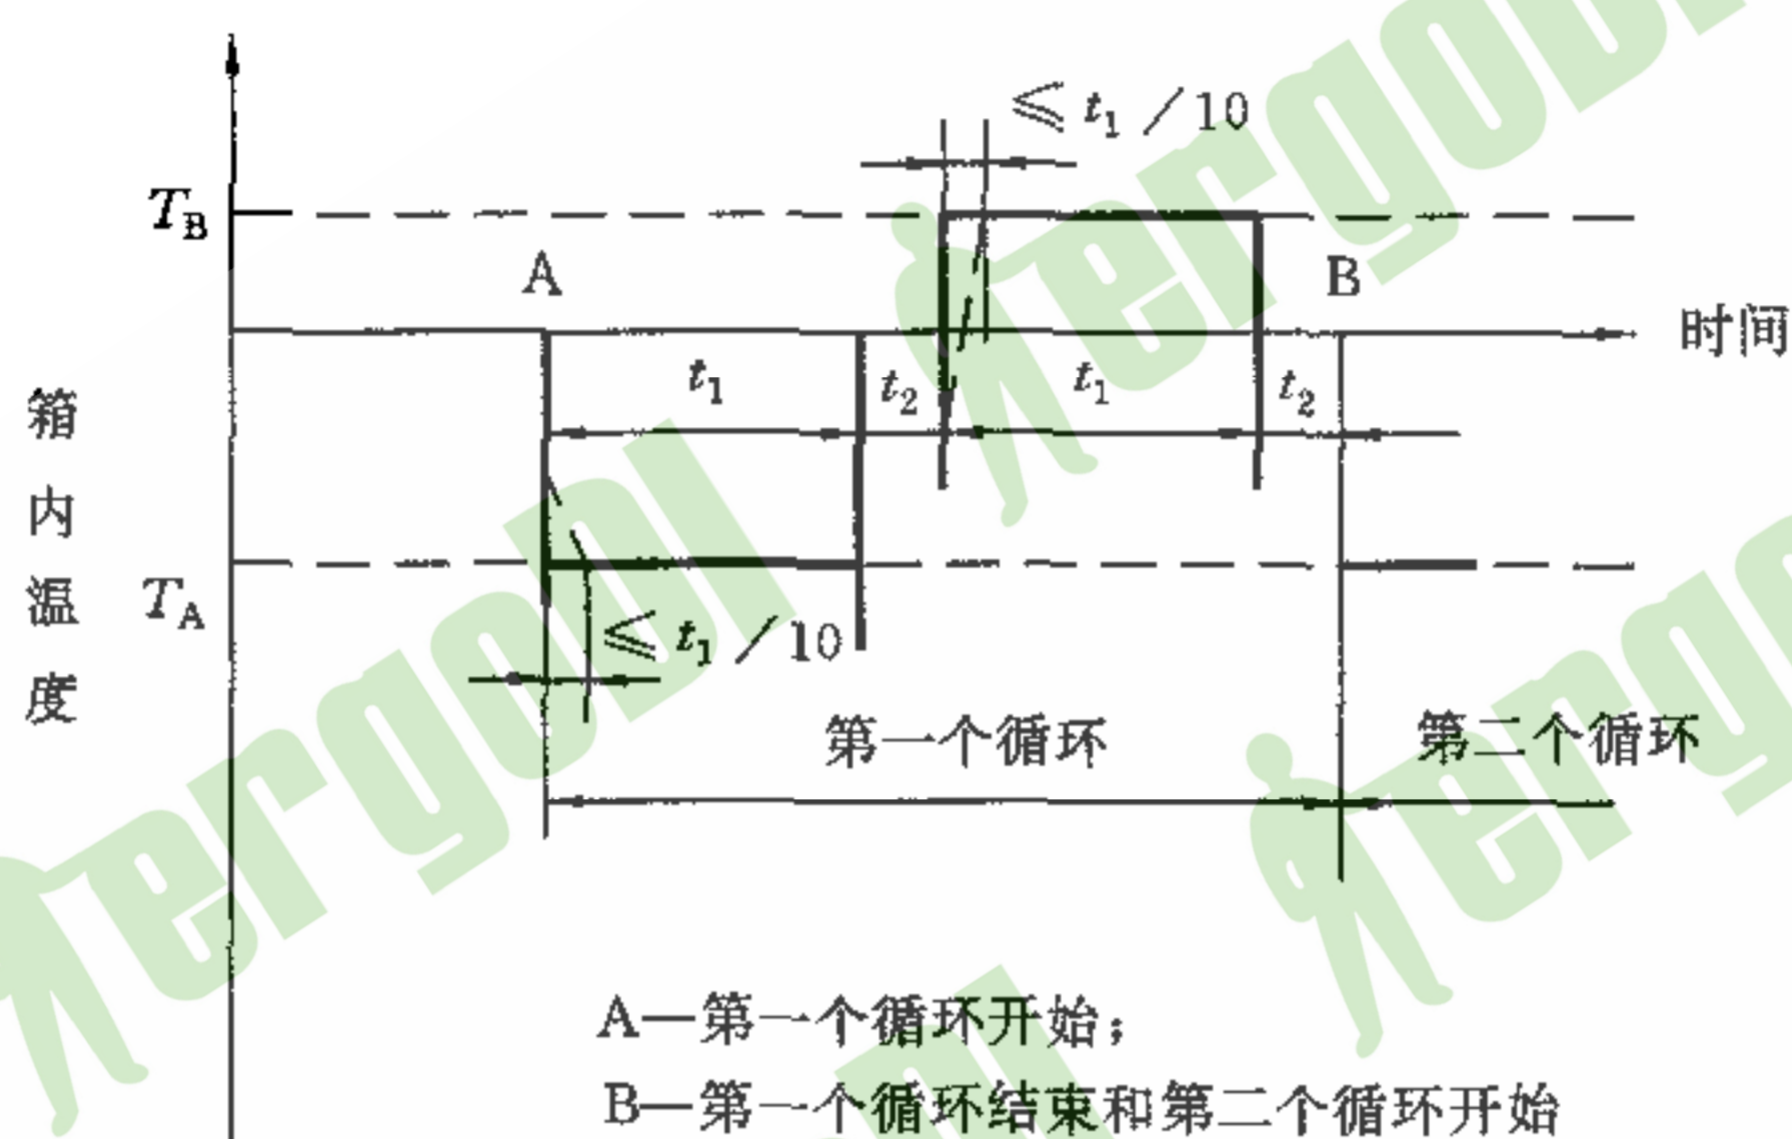 ≤ t₁ / 10
T_B
A
B
时间
t₁
t₂
t₁
t₂
箱内温度
T_A
≤ t₁ / 10
第一个循环
第二个循环
A—第一个循环开始;
B—第一个循环结束和第二个循环开始